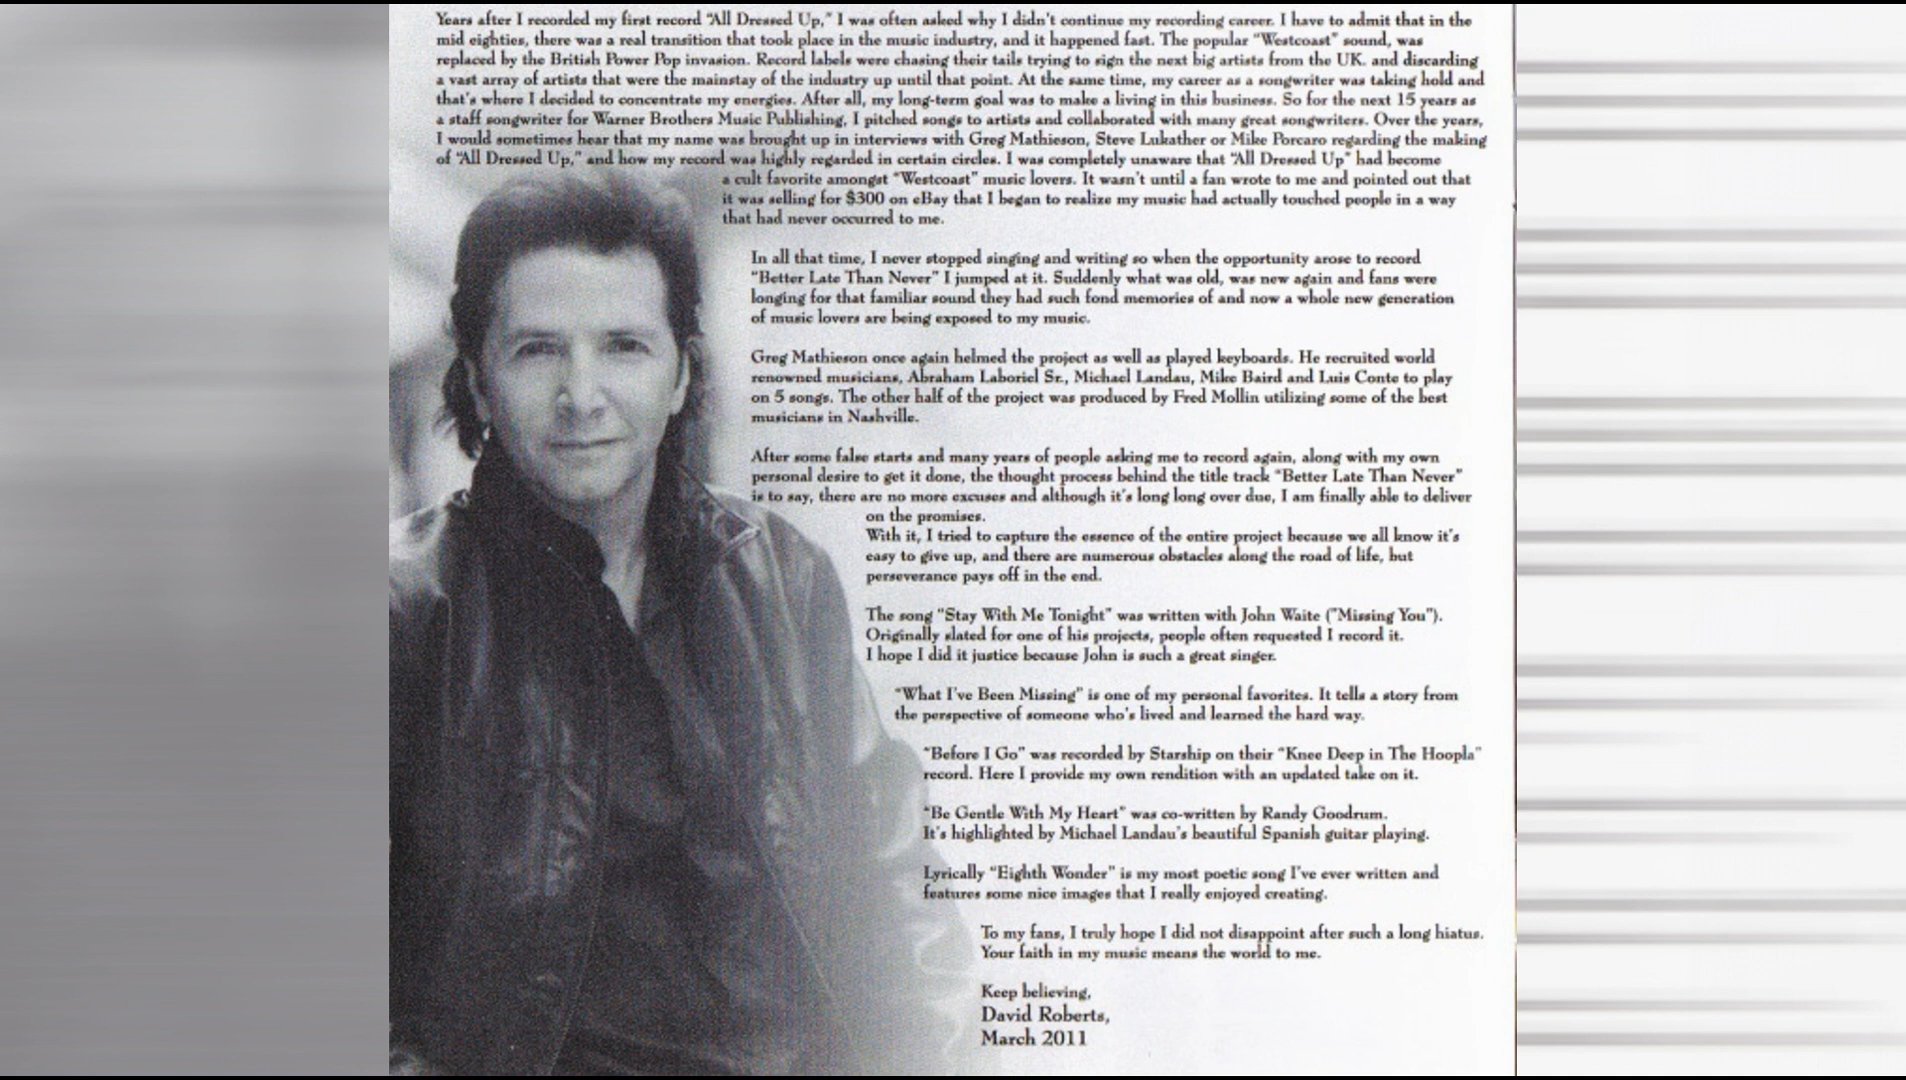 Years after I recorded my first record “All Dressed Up,” I was often asked why I didn't continue my recording career. I have to admit that in the
mid eighties, there was a real transition that took place in the music industry, and it happened fast. The popular “Westcoast” sound, was
replaced by the British Power Pop invasion. Record labels were chasing their tails trying to sign the next big artists from the UK. and discarding
a vast array of artists that were the mainstay of the industry up until that point. At the same time, my career as a songwriter was taking hold and
that's where I decided to concentrate my energies. After all, my long-term goal was to make a living in this business. So for the next 15 years as
a staff songwriter for Warner Brothers Music Publishing, I pitched songs to artists and collaborated with many great songwriters. Over the years,
I would sometimes hear that my name was brought up in interviews with Greg Mathieson, Steve Lukather or Mike Porcaro regarding the making
of “All Dressed Up,” and how my record was highly regarded in certain circles. I was completely unaware that “All Dressed Up” had become
a cult favorite amongst “Westcoast” music lovers. It wasn't until a fan wrote to me and pointed out that
it was selling for $300 on eBay that I began to realize my music had actually touched people in a way
that had never occurred to me.
In all that time, I never stopped singing and writing so when the opportunity arose to record
“Better Late Than Never” I jumped at it. Suddenly what was old, was new again and fans were
longing for that familiar sound they had such fond memories of and now a whole new generation
of music lovers are being exposed to my music.
Greg Mathieson once again helmed the project as well as played keyboards. He recruited world
renowned musicians, Abraham Laboriel Sr., Michael Landau, Mike Baird and Luis Conte to play
on 5 songs. The other half of the project was produced by Fred Mollin utilizing some of the best
musicians in Nashville.
After some false starts and many years of people asking me to record again, along with my own
personal desire to get it done, the thought process behind the title track “Better Late Than Never”
is to say, there are no more excuses and although it's long long over due, I am finally able to deliver
on the promises.
With it, I tried to capture the essence of the entire project because we all know it's
easy to give up, and there are numerous obstacles along the road of life, but
perseverance pays off in the end.
The song “Stay With Me Tonight” was written with John Waite (“Missing You”).
Originally slated for one of his projects, people often requested I record it.
I hope I did it justice because John is such a great singer.
“What I've Been Missing” is one of my personal favorites. It tells a story from
the perspective of someone who's lived and learned the hard way.
“Before I Go” was recorded by Starship on their “Knee Deep in The Hoopla”
record. Here I provide my own rendition with an updated take on it.
“Be Gentle With My Heart” was co-written by Randy Goodrum.
It's highlighted by Michael Landau's beautiful Spanish guitar playing.
Lyrically “Eighth Wonder” is my most poetic song I've ever written and
features some nice images that I really enjoyed creating.
To my fans, I truly hope I did not disappoint after such a long hiatus.
Your faith in my music means the world to me.
Keep believing,
David Roberts,
March 2011